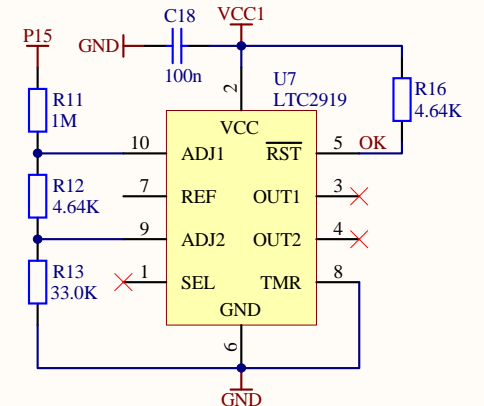 C18
VCC1
P15
GND
100n
U7
LTC2919
R11
1M
R16
4.64K
2
VCC
10
ADJ1
RST
5
OK
R12
4.64K
7
REF
OUT1
3
9
ADJ2
OUT2
4
R13
33.0K
1
SEL
TMR
8
GND
6
GND